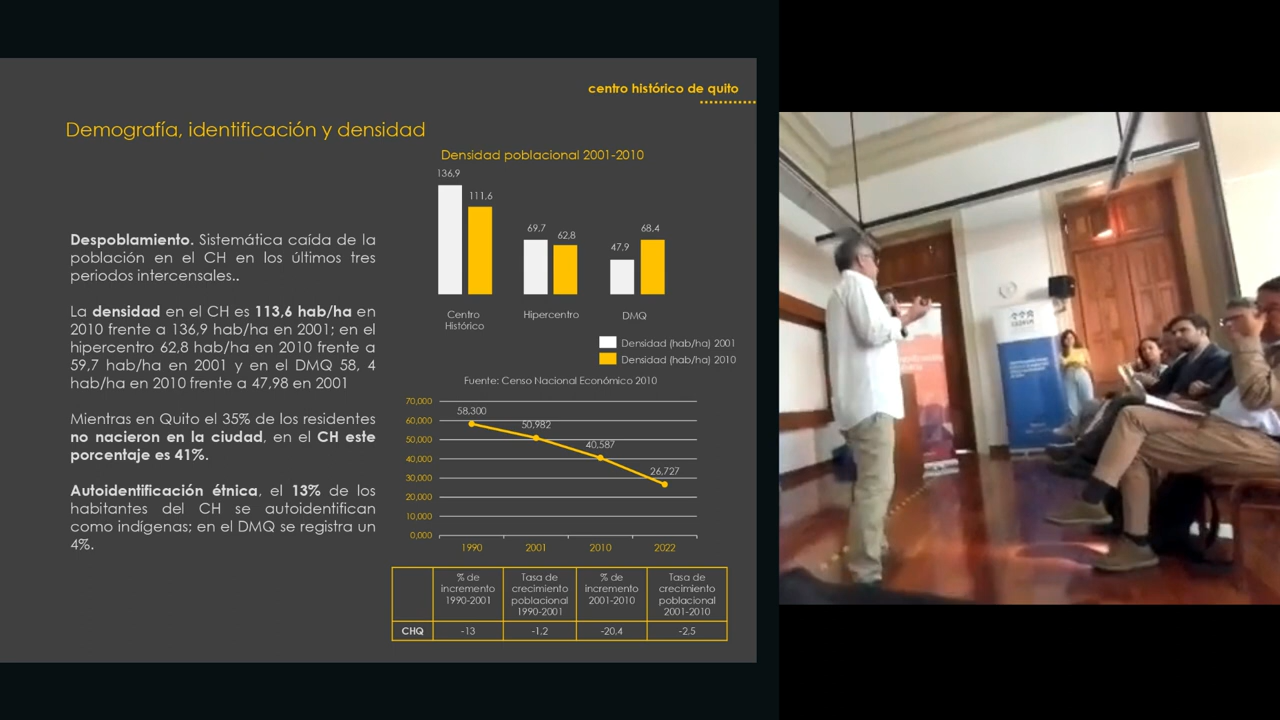 centro histórico de quito
Demografía, identificación y densidad
Despoblamiento. Sistemática caída de la
población en el CH en los últimos tres
periodos intercensales..
La densidad en el CH es 113,6 hab/ha en
2010 frente a 136,9 hab/ha en 2001; en el
hipercentro 62,8 hab/ha en 2010 frente a
59,7 hab/ha en 2001 y en el DMQ 58, 4
hab/ha en 2010 frente a 47,98 en 2001
Mientras en Quito el 35% de los residentes
no nacieron en la ciudad, en el CH este
porcentaje es 41%.
Autoidentificación étnica, el 13% de los
habitantes del CH se autoidentifican
como indígenas; en el DMQ se registra un
4%.
Densidad poblacional 2001-2010
136,9
111,6
69.7
62,8
47.9
68.4
Centro
Histórico
Hipercentro
DMQ
Densidad (hab/ha) 2001
Densidad (hab/ha) 2010
Fuente: Censo Nacional Económico 2010
70,000
60,000
50,000
40,000
30,000
20,000
10,000
0,000
58,300
50,982
40,587
26,727
1990
2001
2010
2022
% de
incremento
1990-2001
Tasa de
crecimiento
poblacional
1990-2001
% de
incremento
2001-2010
Tasa de
crecimiento
poblacional
2001-2010
CHQ
-13
-1.2
-20.4
-2.5